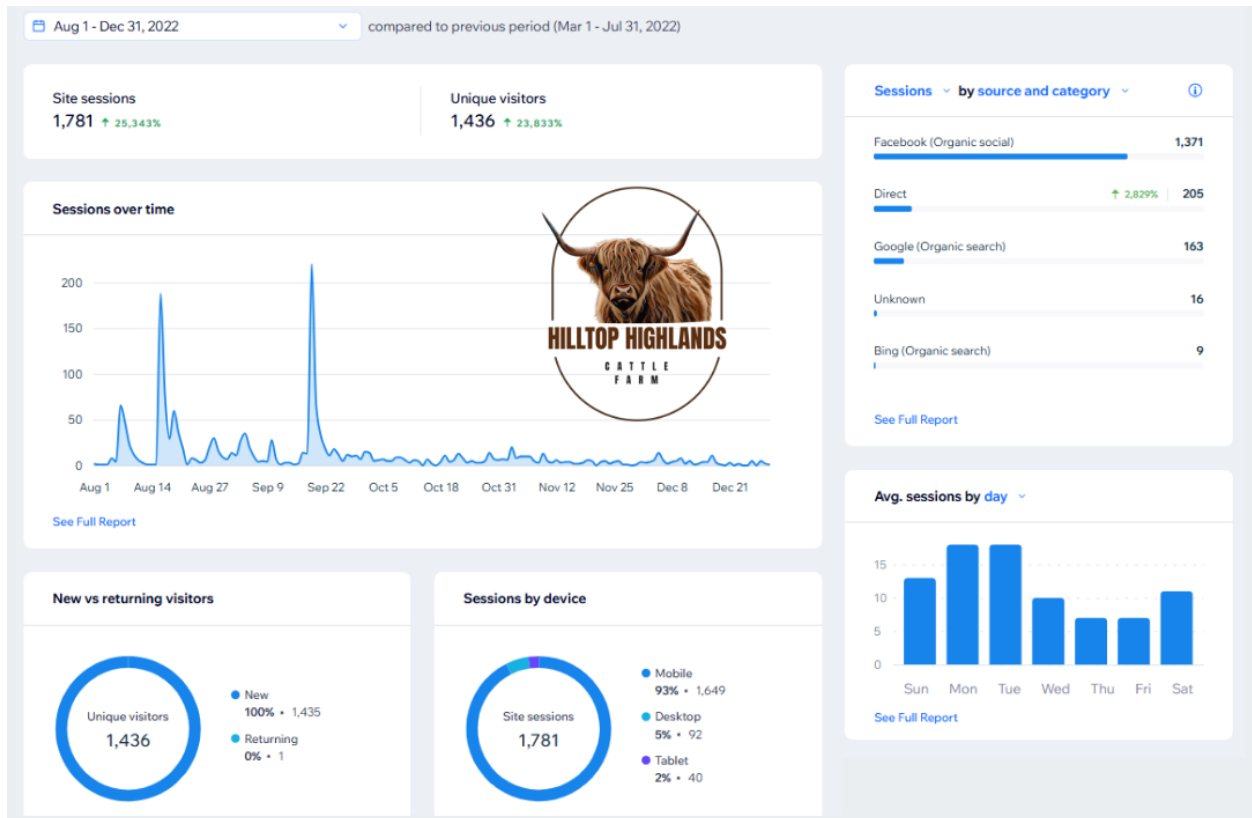 Aug 1 - Dec 31, 2022
compared to previous period (Mar 1 - Jul 31, 2022)
Site sessions
1,781 ↑ 25,343%
Unique visitors
1,436 ↑ 23,833%
Sessions over time
200
150
100
50
0
Aug 1 Aug 14 Aug 27 Sep 9 Sep 22 Oct 5 Oct 18 Oct 31 Nov 12 Nov 25 Dec 8 Dec 21
HILLTOP HIGHLANDS
CATTLE
FARM
See Full Report
New vs returning visitors
Unique visitors
1,436
New
100% • 1,435
Returning
0% • 1
Sessions by device
Site sessions
1,781
Mobile
93% • 1,649
Desktop
5% • 92
Tablet
2% • 40
Sessions by source and category
Facebook (Organic social) 1,371
Direct ↑ 2,829% 205
Google (Organic search) 163
Unknown 16
Bing (Organic search) 9
See Full Report
Avg. sessions by day
15
10
5
0
Sun Mon Tue Wed Thu Fri Sat
See Full Report